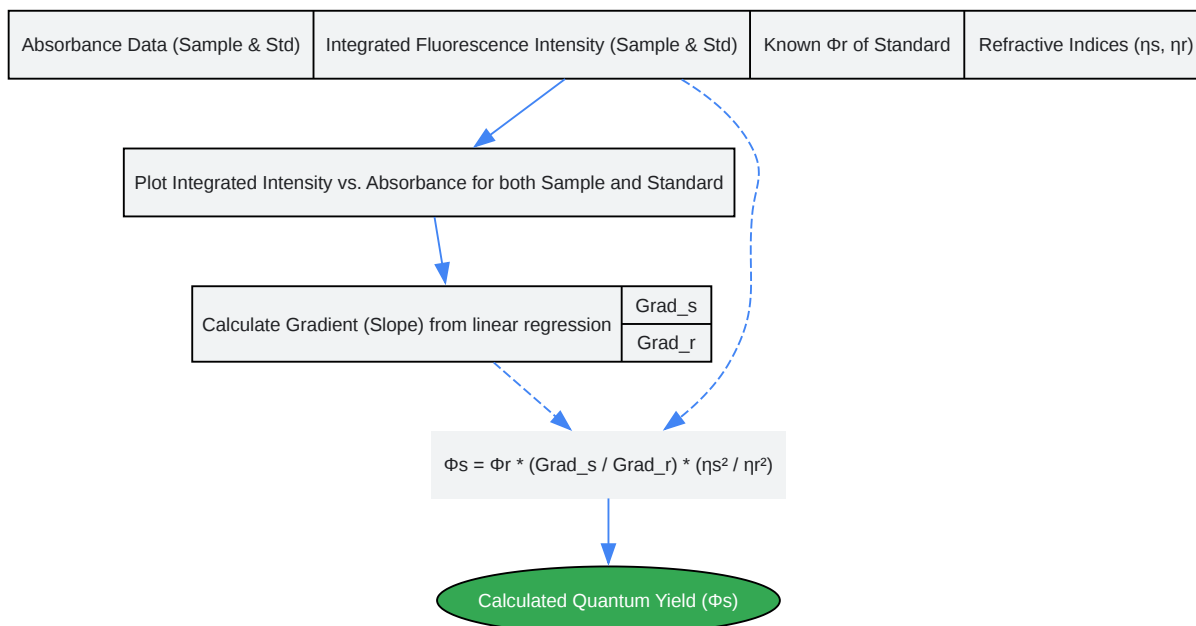 Absorbance Data (Sample & Std)
Integrated Fluorescence Intensity (Sample & Std)
Known Φr of Standard
Refractive Indices (ηs, ηr)
Plot Integrated Intensity vs. Absorbance for both Sample and Standard
Calculate Gradient (Slope) from linear regression
Grad_s
Grad_r
Φs = Φr * (Grad_s / Grad_r) * (ηs² / ηr²)
Calculated Quantum Yield (Φs)